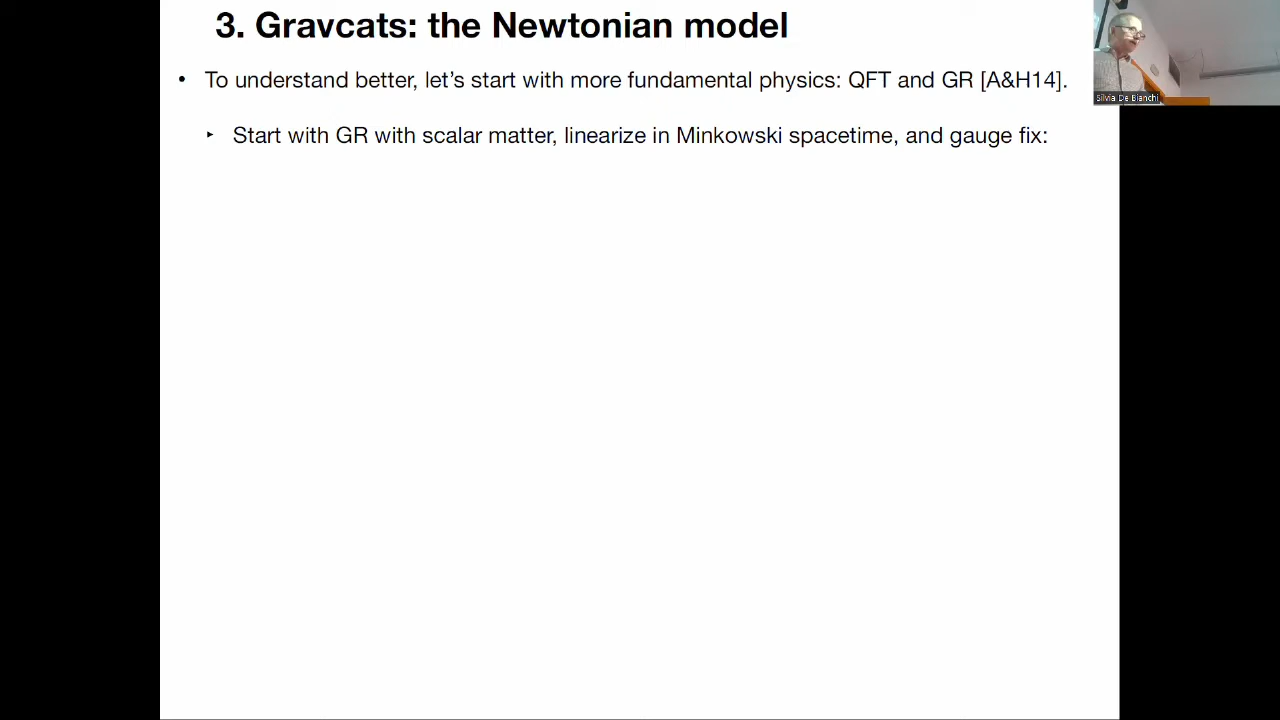 3. Gravcats: the Newtonian model
• To understand better, let's start with more fundamental physics: QFT and GR [A&H14].
‣ Start with GR with scalar matter, linearize in Minkowski spacetime, and gauge fix:
Silvia De Bianchi